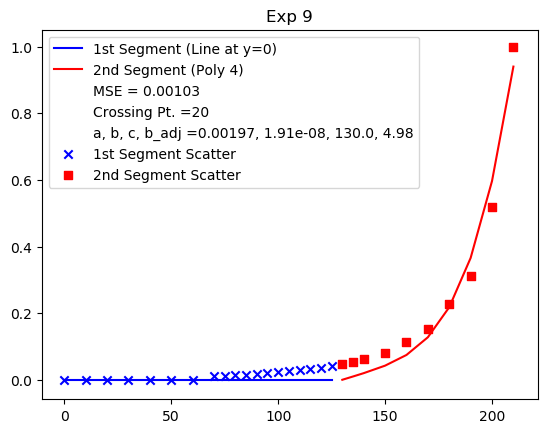 Exp 9
1st Segment (Line at y=0)
2nd Segment (Poly 4)
MSE = 0.00103
Crossing Pt. =20
a, b, c, b_adj =0.00197, 1.91e-08, 130.0, 4.98
1st Segment Scatter
2nd Segment Scatter
1.0
0.8
0.6
0.4
0.2
0.0
0 50 100 150 200